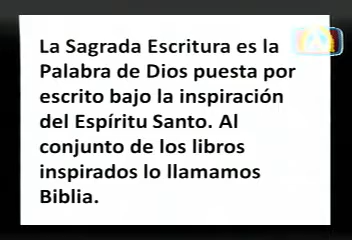 La Sagrada Escritura es la
Palabra de Dios puesta por
escrito bajo la inspiración
del Espíritu Santo. Al
conjunto de los libros
inspirados lo llamamos
Biblia.